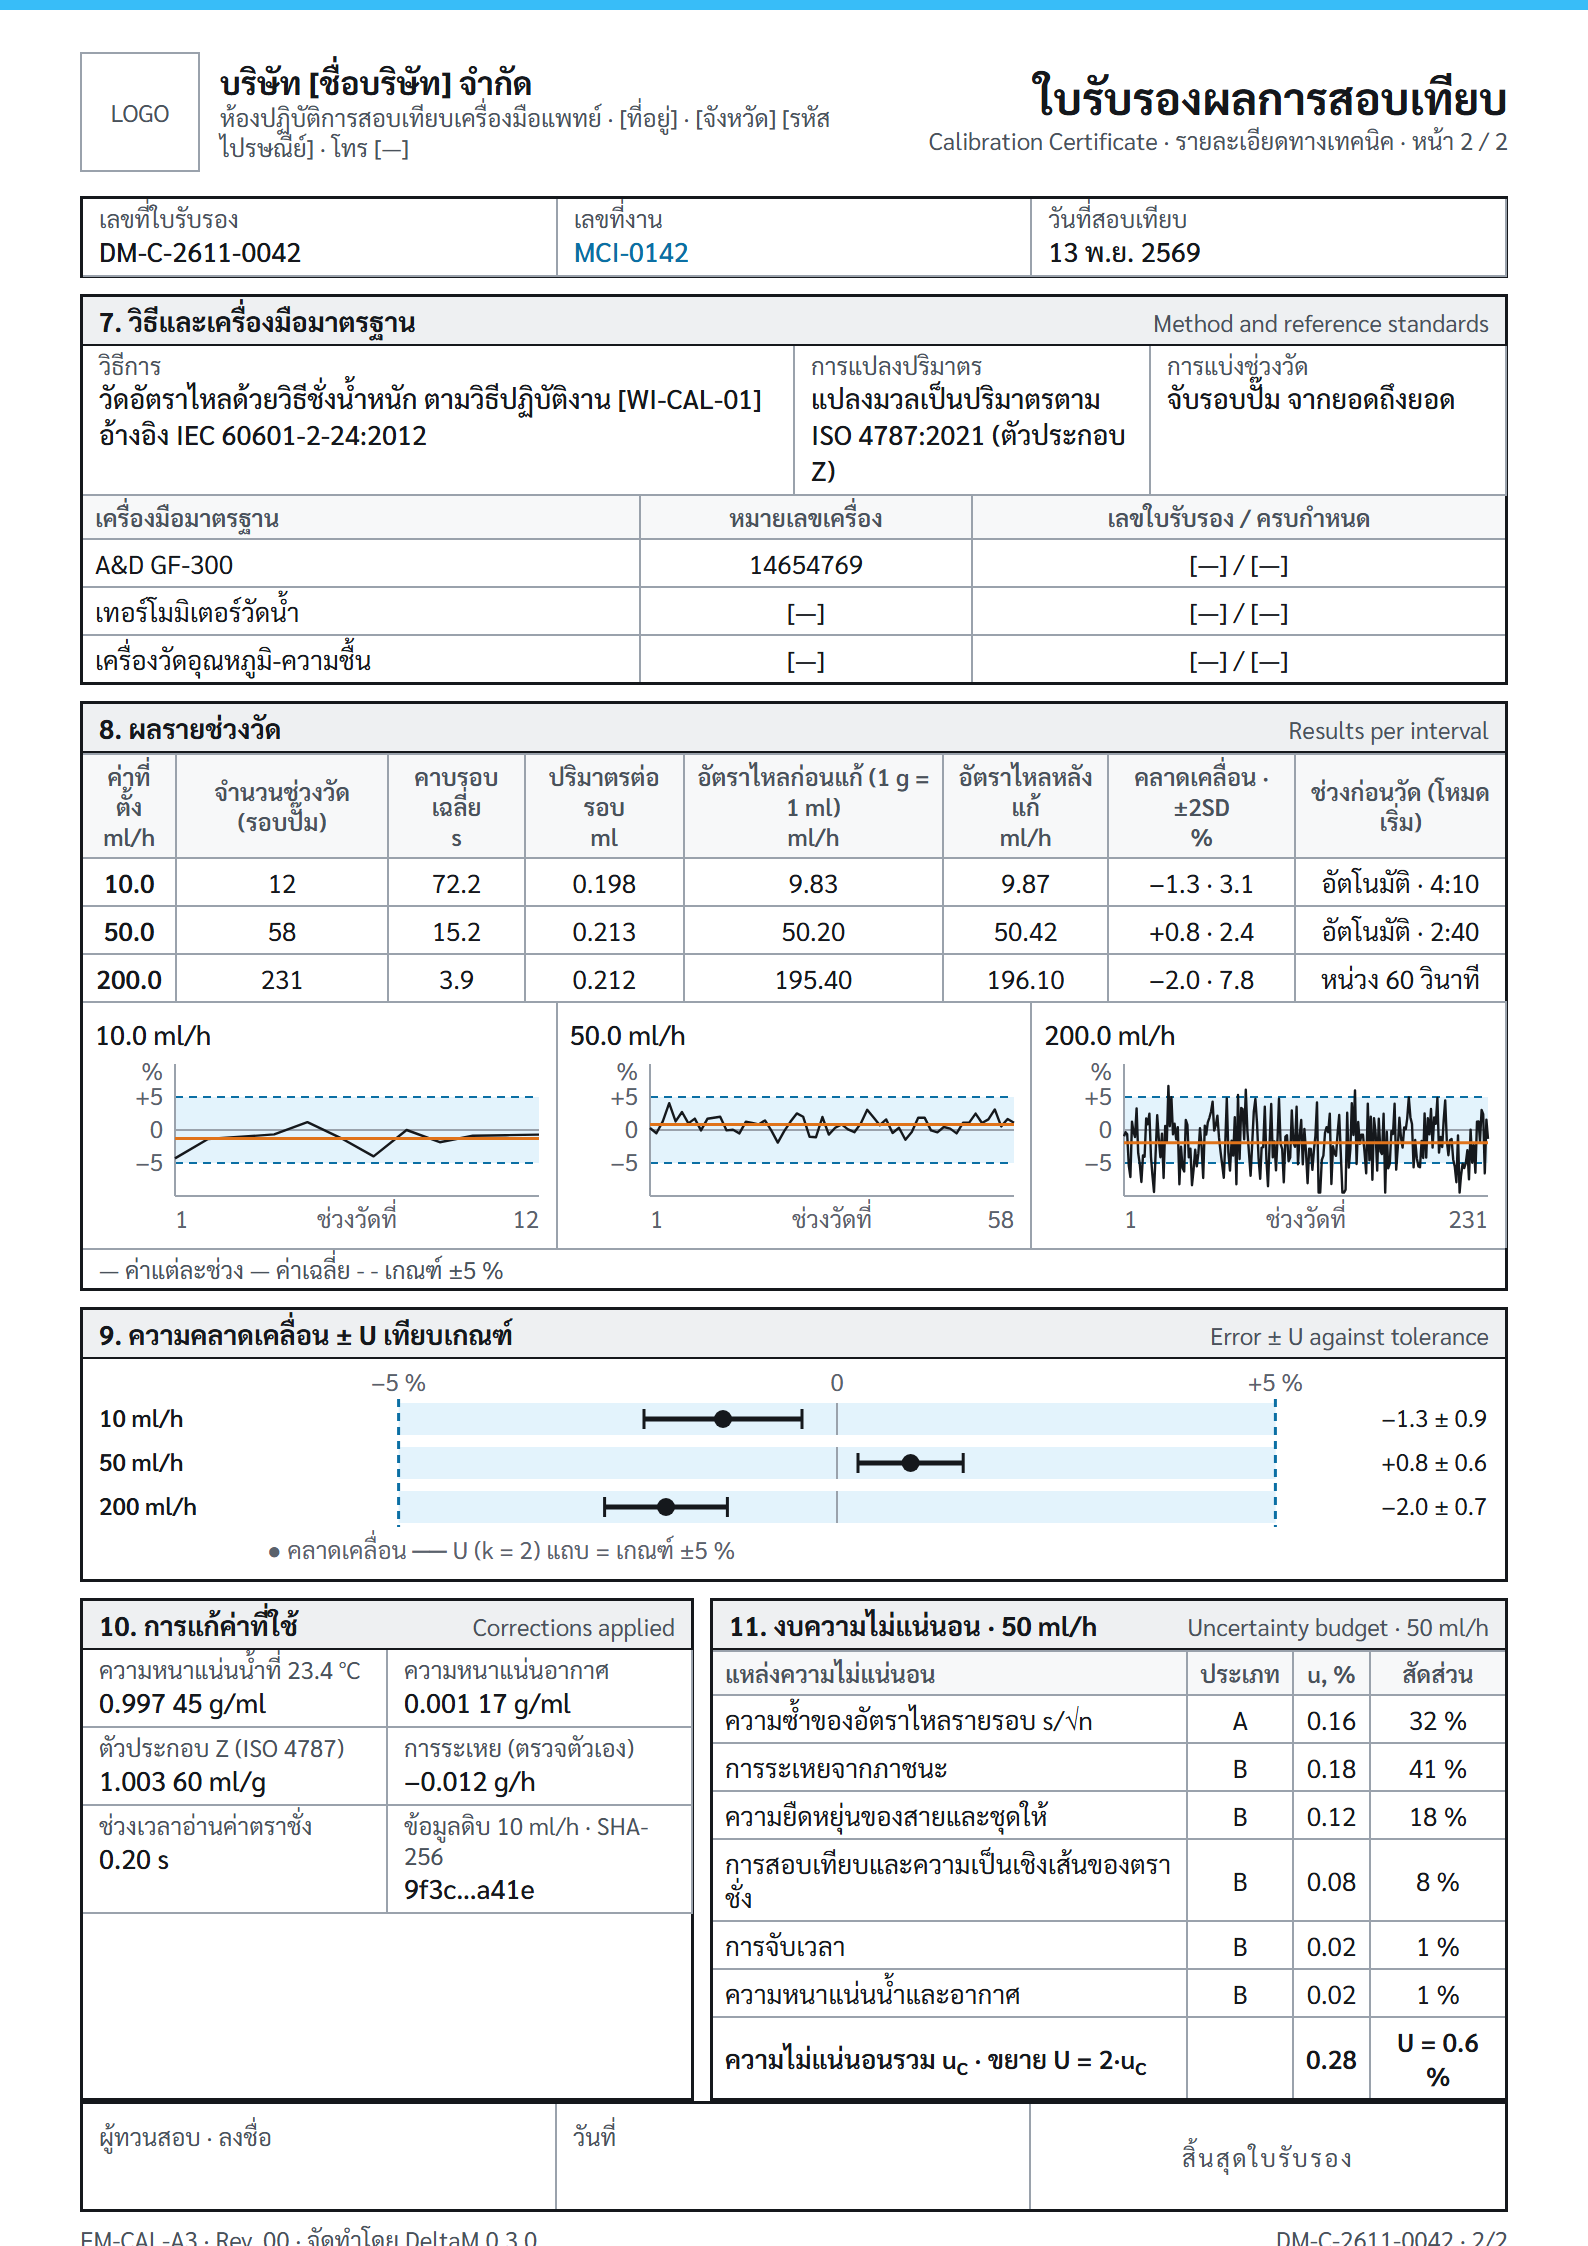 LOGO
บริษัท [ชื่อบริษัท] จำกัด
ห้องปฏิบัติการสอบเทียบเครื่องมือแพทย์ · [ที่อยู่] · [จังหวัด] [รหัส
ไปรษณีย์] · โทร [—]
ใบรับรองผลการสอบเทียบ
Calibration Certificate · รายละเอียดทางเทคนิค · หน้า 2 / 2
เลขที่ใบรับรอง
DM-C-2611-0042
เลขที่งาน
MCI-0142
วันที่สอบเทียบ
13 พ.ย. 2569
7. วิธีและเครื่องมือมาตรฐาน
Method and reference standards
วิธีการ
วัดอัตราไหลด้วยวิธีชั่งน้ำหนัก ตามวิธีปฏิบัติงาน [WI-CAL-01]
อ้างอิง IEC 60601-2-24:2012
การแปลงปริมาตร
แปลงมวลเป็นปริมาตรตาม
ISO 4787:2021 (ตัวประกอบ
Z)
การแบ่งช่วงวัด
จับรอบปั๊ม จากยอดถึงยอด
เครื่องมือมาตรฐาน หมายเลขเครื่อง เลขใบรับรอง / ครบกำหนด
A&D GF-300 14654769 [—] / [—]
เทอร์โมมิเตอร์วัดน้ำ [—] [—] / [—]
เครื่องวัดอุณหภูมิ-ความชื้น [—] [—] / [—]
8. ผลรายช่วงวัด
Results per interval
ค่าที่
ตั้ง
ml/h
จำนวนช่วงวัด
(รอบปั๊ม)
คาบรอบ
เฉลี่ย
s
ปริมาตรต่อ
รอบ
ml
อัตราไหลก่อนแก้ (1 g =
1 ml)
ml/h
อัตราไหลหลัง
แก้
ml/h
คลาดเคลื่อน ·
±2SD
%
ช่วงก่อนวัด (โหมด
เริ่ม)
10.0 12 72.2 0.198 9.83 9.87 −1.3 · 3.1 อัตโนมัติ · 4:10
50.0 58 15.2 0.213 50.20 50.42 +0.8 · 2.4 อัตโนมัติ · 2:40
200.0 231 3.9 0.212 195.40 196.10 −2.0 · 7.8 หน่วง 60 วินาที
10.0 ml/h
%
+5
0
−5
1 ช่วงวัดที่ 12
50.0 ml/h
%
+5
0
−5
1 ช่วงวัดที่ 58
200.0 ml/h
%
+5
0
−5
1 ช่วงวัดที่ 231
— ค่าแต่ละช่วง — ค่าเฉลี่ย - - เกณฑ์ ±5 %
9. ความคลาดเคลื่อน ± U เทียบเกณฑ์
Error ± U against tolerance
−5 % 0 +5 %
10 ml/h −1.3 ± 0.9
50 ml/h +0.8 ± 0.6
200 ml/h −2.0 ± 0.7
● คลาดเคลื่อน —— U (k = 2) แถบ = เกณฑ์ ±5 %
10. การแก้ค่าที่ใช้
Corrections applied
ความหนาแน่นน้ำที่ 23.4 °C
0.997 45 g/ml
ความหนาแน่นอากาศ
0.001 17 g/ml
ตัวประกอบ Z (ISO 4787)
1.003 60 ml/g
การระเหย (ตรวจตัวเอง)
−0.012 g/h
ช่วงเวลาอ่านค่าตราชั่ง
0.20 s
ข้อมูลดิบ 10 ml/h · SHA-
256
9f3c…a41e
11. งบความไม่แน่นอน · 50 ml/h
Uncertainty budget · 50 ml/h
แหล่งความไม่แน่นอน ประเภท u, % สัดส่วน
ความซ้ำของอัตราไหลรายรอบ s/√n A 0.16 32 %
การระเหยจากภาชนะ B 0.18 41 %
ความยืดหยุ่นของสายและชุดให้ B 0.12 18 %
การสอบเทียบและความเป็นเชิงเส้นของตรา
ชั่ง B 0.08 8 %
การจับเวลา B 0.02 1 %
ความหนาแน่นน้ำและอากาศ B 0.02 1 %
ความไม่แน่นอนรวม uC · ขยาย U = 2·uC 0.28 U = 0.6
%
ผู้ทวนสอบ · ลงชื่อ
วันที่
สิ้นสุดใบรับรอง
FM-CAL-A3 · Rev. 00 · จัดทำโดย DeltaM 0.3.0
DM-C-2611-0042 · 2/2